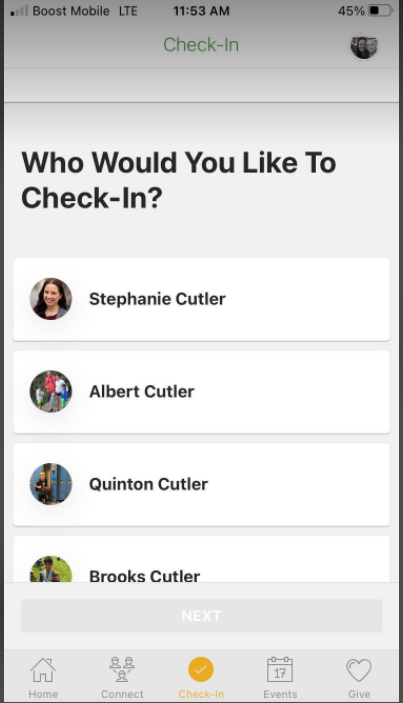 Boost Mobile LTE 11:53 AM 45%
Check-In
Who Would You Like To
Check-In?
Stephanie Cutler
Albert Cutler
Quinton Cutler
Brooks Cutler
NEXT
17
Home Connect Check-In Events Give